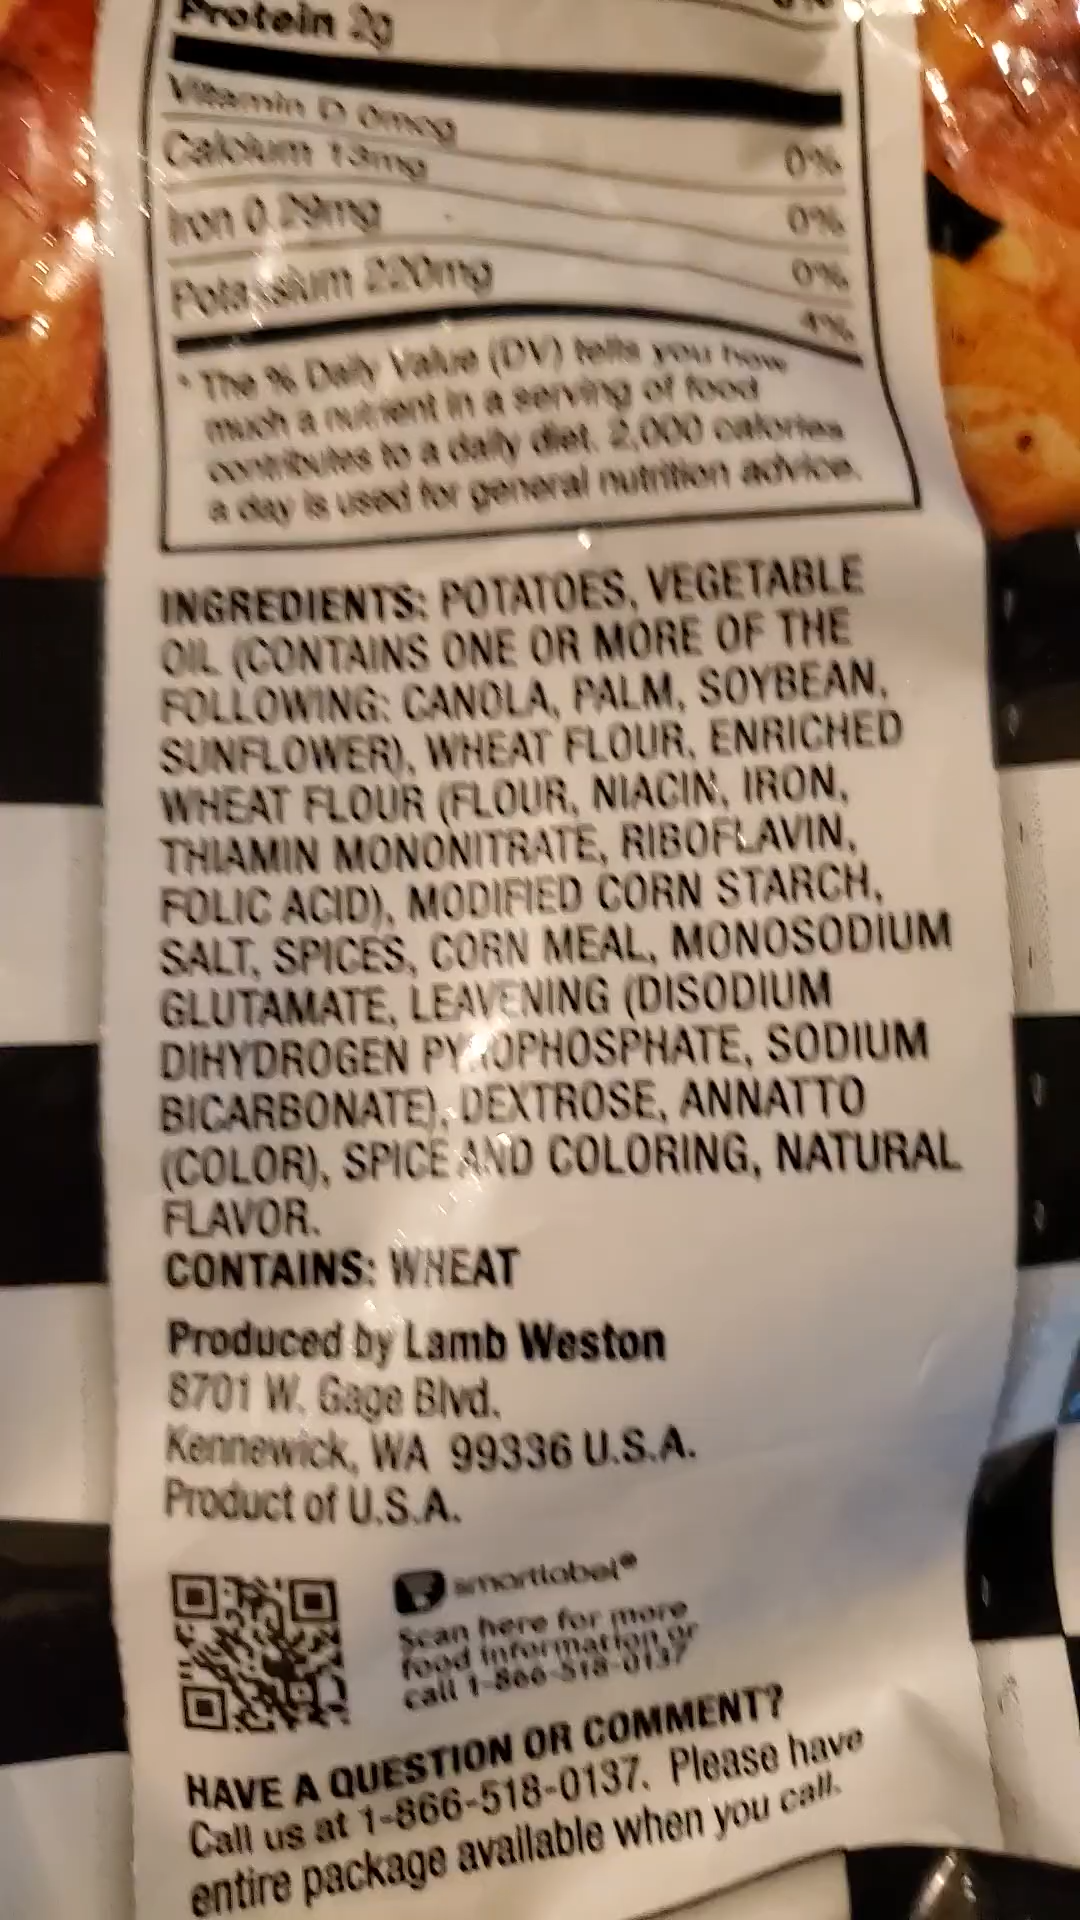 Protein 2g
Vitamin D 0mcg 0%
Calcium 13mg 0%
Iron 0.29mg 0%
Potassium 220mg 4%
* The % Daily Value (DV) tells you how
much a nutrient in a serving of food
contributes to a daily diet. 2,000 calories
a day is used for general nutrition advice.
INGREDIENTS: POTATOES, VEGETABLE
OIL (CONTAINS ONE OR MORE OF THE
FOLLOWING: CANOLA, PALM, SOYBEAN,
SUNFLOWER), WHEAT FLOUR, ENRICHED
WHEAT FLOUR (FLOUR, NIACIN, IRON,
THIAMIN MONONITRATE, RIBOFLAVIN,
FOLIC ACID), MODIFIED CORN STARCH,
SALT, SPICES, CORN MEAL, MONOSODIUM
GLUTAMATE, LEAVENING (DISODIUM
DIHYDROGEN PYROPHOSPHATE, SODIUM
BICARBONATE), DEXTROSE, ANNATTO
(COLOR), SPICE AND COLORING, NATURAL
FLAVOR.
CONTAINS: WHEAT
Produced by Lamb Weston
8701 W. Gage Blvd.
Kennewick, WA 99336 U.S.A.
Product of U.S.A.
smartlabel®
Scan here for more
food information or
call 1-866-518-0137
HAVE A QUESTION OR COMMENT?
Call us at 1-866-518-0137. Please have
entire package available when you call.